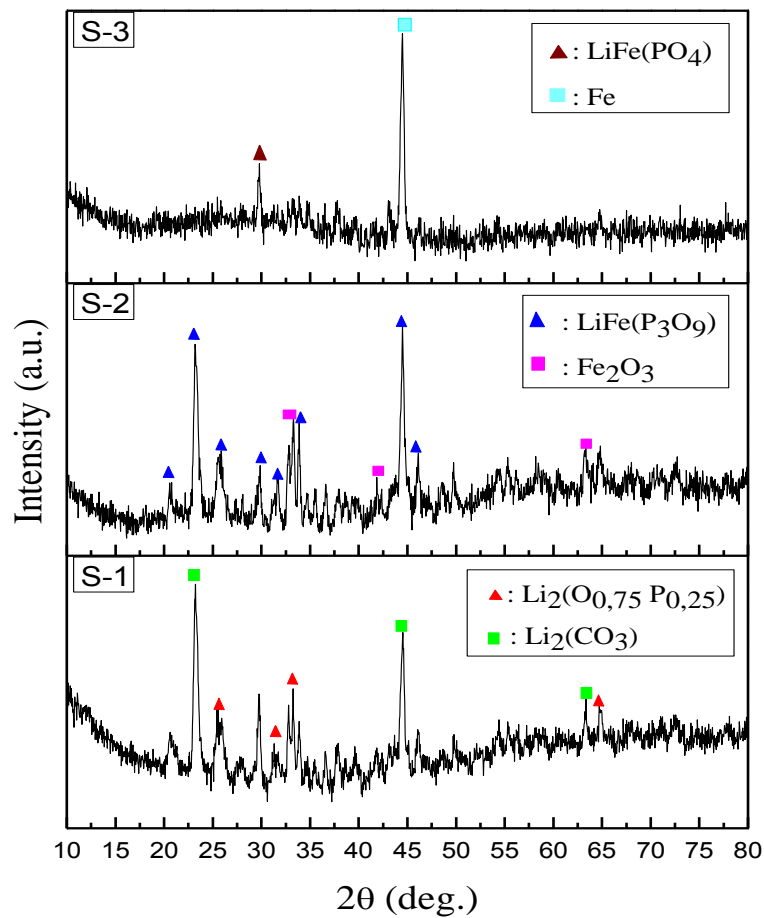 S-3
: LiFe(PO4)
: Fe
S-2
: LiFe(P3O9)
: Fe2O3
S-1
: Li2(O0,75 P0,25)
: Li2(CO3)
Intensity (a.u.)
10 15 20 25 30 35 40 45 50 55 60 65 70 75 80
2θ (deg.)